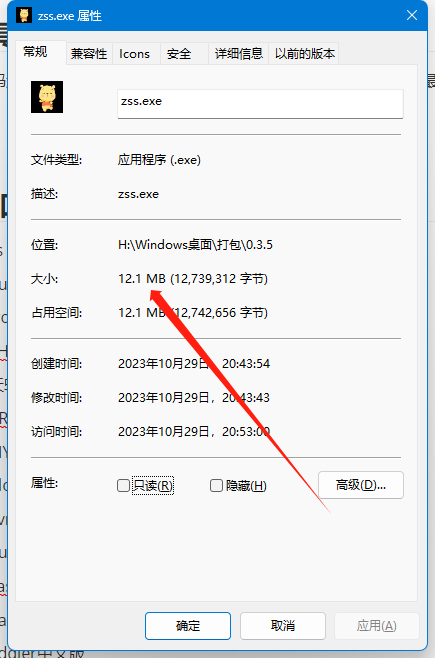 zss.exe 属性
常规 兼容性 Icons 安全 详细信息 以前的版本
zss.exe
文件类型: 应用程序 (.exe)
描述: zss.exe
位置: H:\Windows桌面\打包\0.3.5
大小: 12.1 MB (12,739,312 字节)
占用空间: 12.1 MB (12,742,656 字节)
创建时间: 2023年10月29日，20:43:54
修改时间: 2023年10月29日，20:43:43
访问时间: 2023年10月29日，20:53:00
属性: 只读(R) 隐藏(H) 高级(D)...
确定 取消 应用(A)